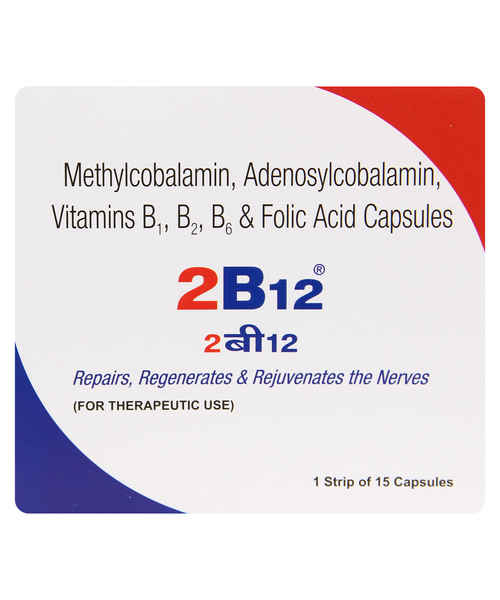 Methylcobalamin, Adenosylcobalamin,
Vitamins B₁, B₂, B₆ & Folic Acid Capsules
2B12®
2बी12
Repairs, Regenerates & Rejuvenates the Nerves
(FOR THERAPEUTIC USE)
1 Strip of 15 Capsules